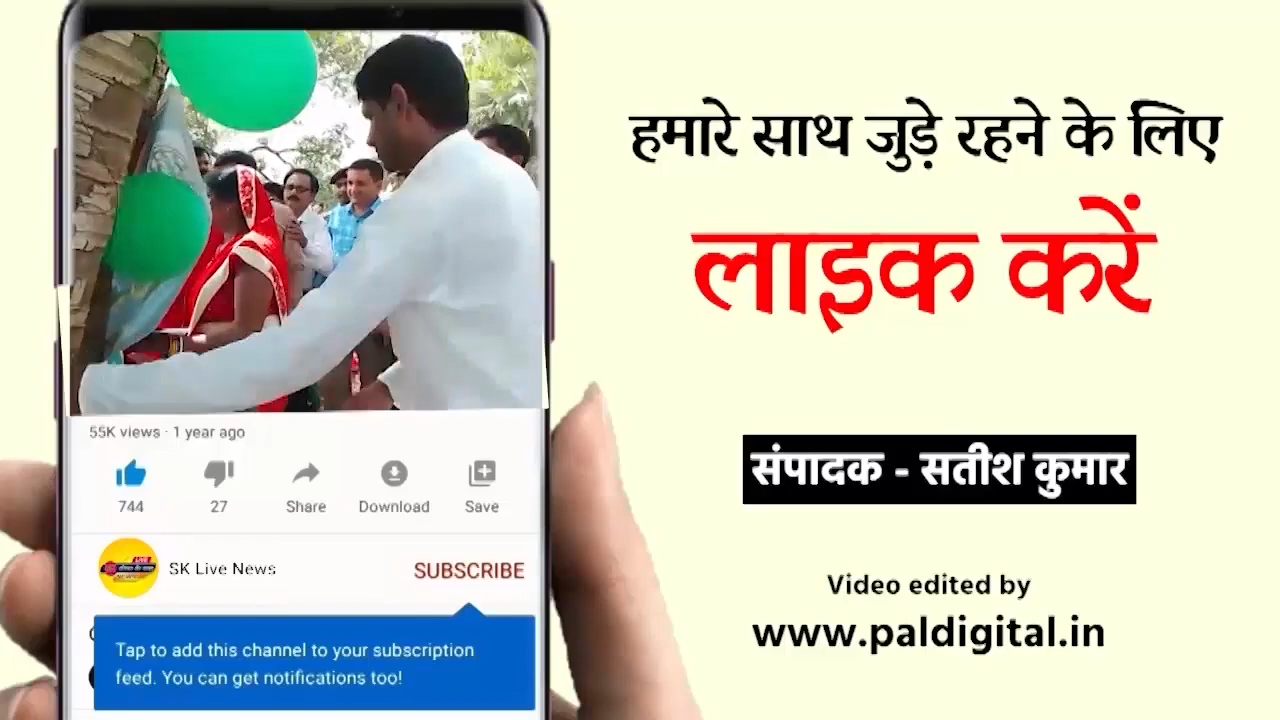 हमारे साथ जुड़े रहने के लिए
लाइक करें
संपादक - सतीश कुमार
Video edited by
www.paldigital.in
55K views · 1 year ago
744
27
Share
Download
Save
LIVE
SK Live News
SUBSCRIBE
Tap to add this channel to your subscription
feed. You can get notifications too!